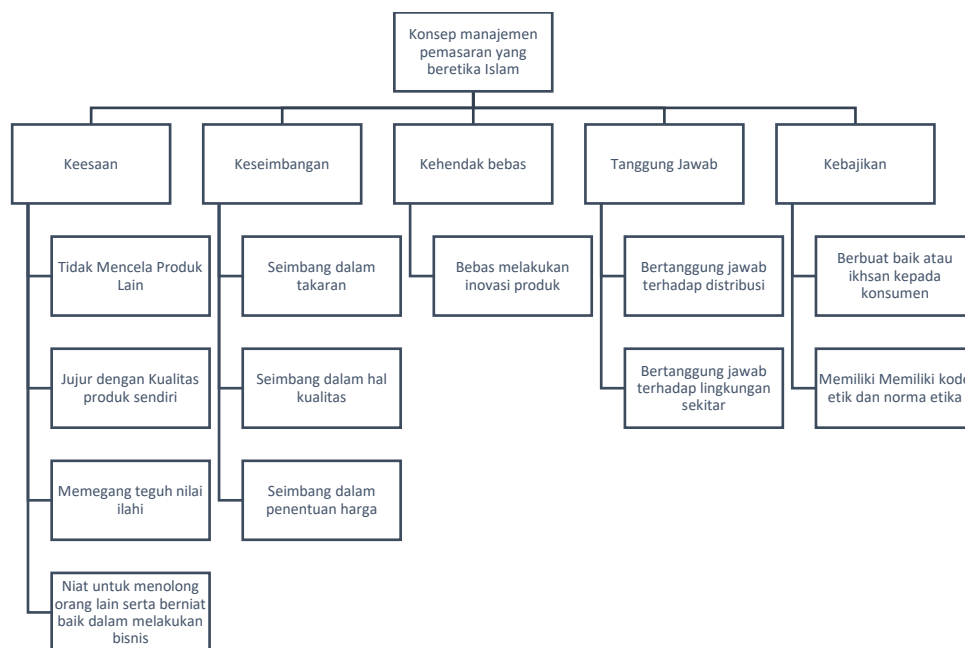 Konsep manajemen
pemasaran yang
beretika Islam
Keesaan
Keseimbangan
Kehendak bebas
Tanggung Jawab
Kebajikan
Tidak Mencela Produk
Lain
Seimbang dalam
takaran
Bebas melakukan
inovasi produk
Bertanggung jawab
terhadap distribusi
Berbuat baik atau
ikhsan kepada
konsumen
Jujur dengan Kualitas
produk sendiri
Seimbang dalam hal
kualitas
Bertanggung jawab
terhadap lingkungan
sekitar
Memiliki Memiliki kode
etik dan norma etika
Memegang teguh nilai
ilahi
Seimbang dalam
penentuan harga
Niat untuk menolong
orang lain serta berniat
baik dalam melakukan
bisnis